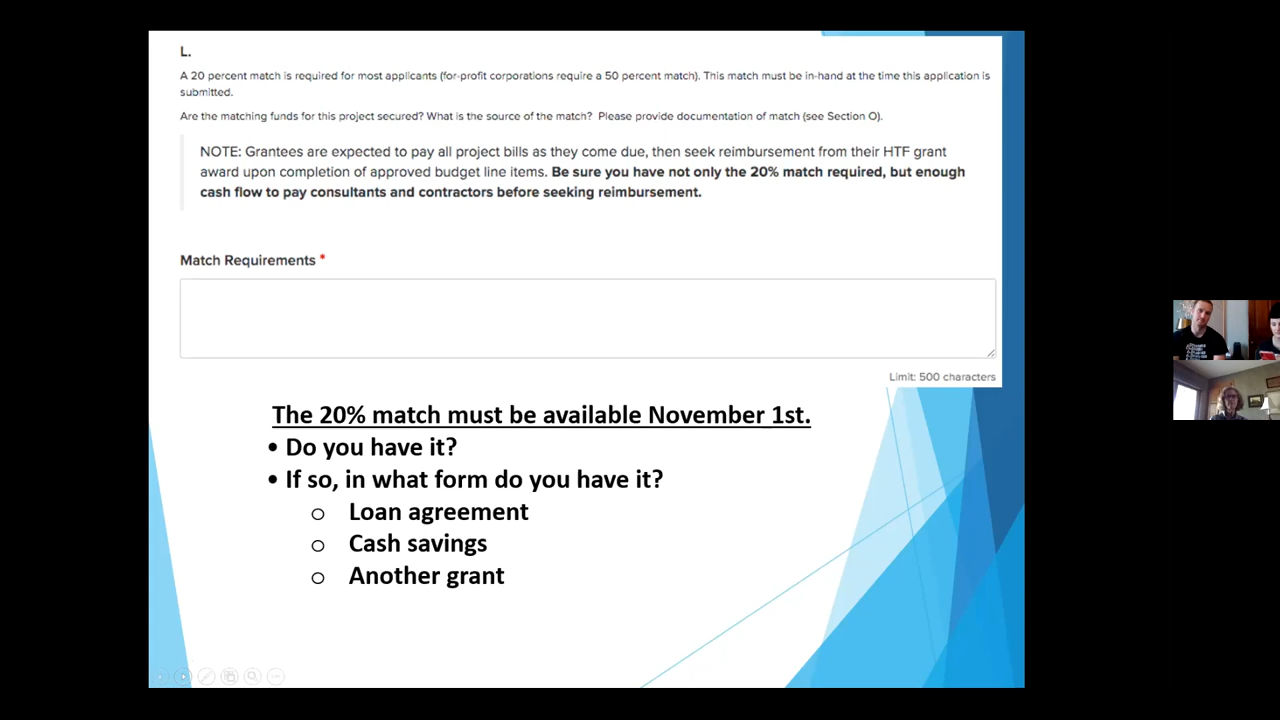 L.
A 20 percent match is required for most applicants (for-profit corporations require a 50 percent match). This match must be in-hand at the time this application is
submitted.
Are the matching funds for this project secured? What is the source of the match?  Please provide documentation of match (see Section O).
NOTE: Grantees are expected to pay all project bills as they come due, then seek reimbursement from their HTF grant
award upon completion of approved budget line items. Be sure you have not only the 20% match required, but enough
cash flow to pay consultants and contractors before seeking reimbursement.
Match Requirements *
Limit: 500 characters
The 20% match must be available November 1st.
• Do you have it?
• If so, in what form do you have it?
o Loan agreement
o Cash savings
o Another grant